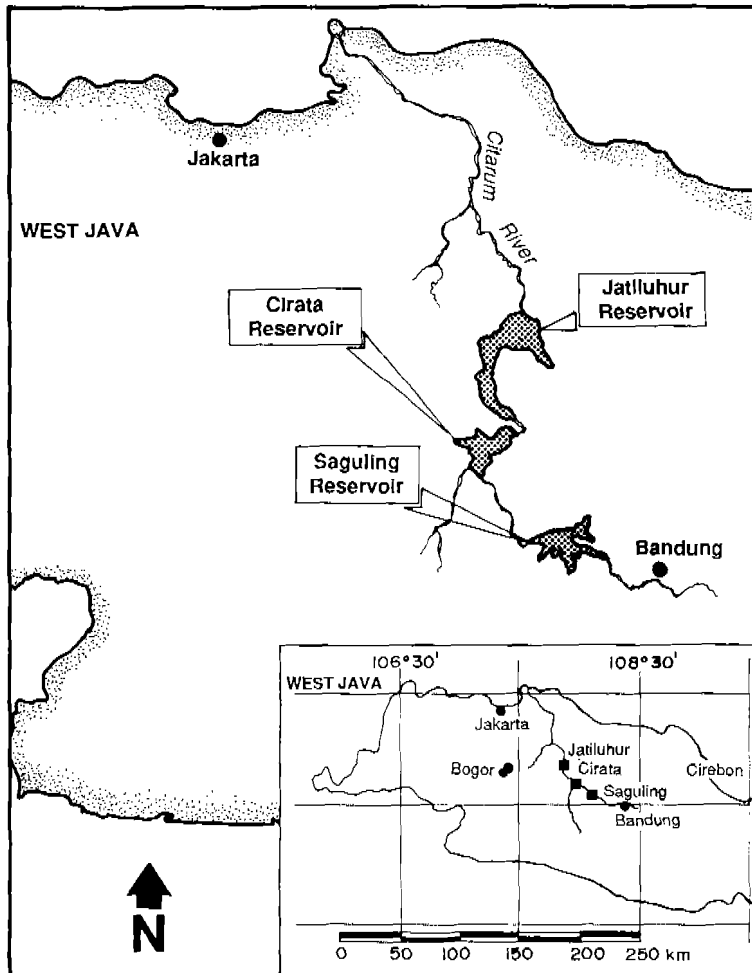 Jakarta
Citarum
River
WEST JAVA
Cirata
Reservoir
Jatiluhur
Reservoir
Saguling
Reservoir
Bandung
106°30'
108°30'
WEST JAVA
Jakarta
Jatiluhur
Bogor
Cirata
Cirebon
Saguling
Bandung
N
0 50 100 150 200 250 km